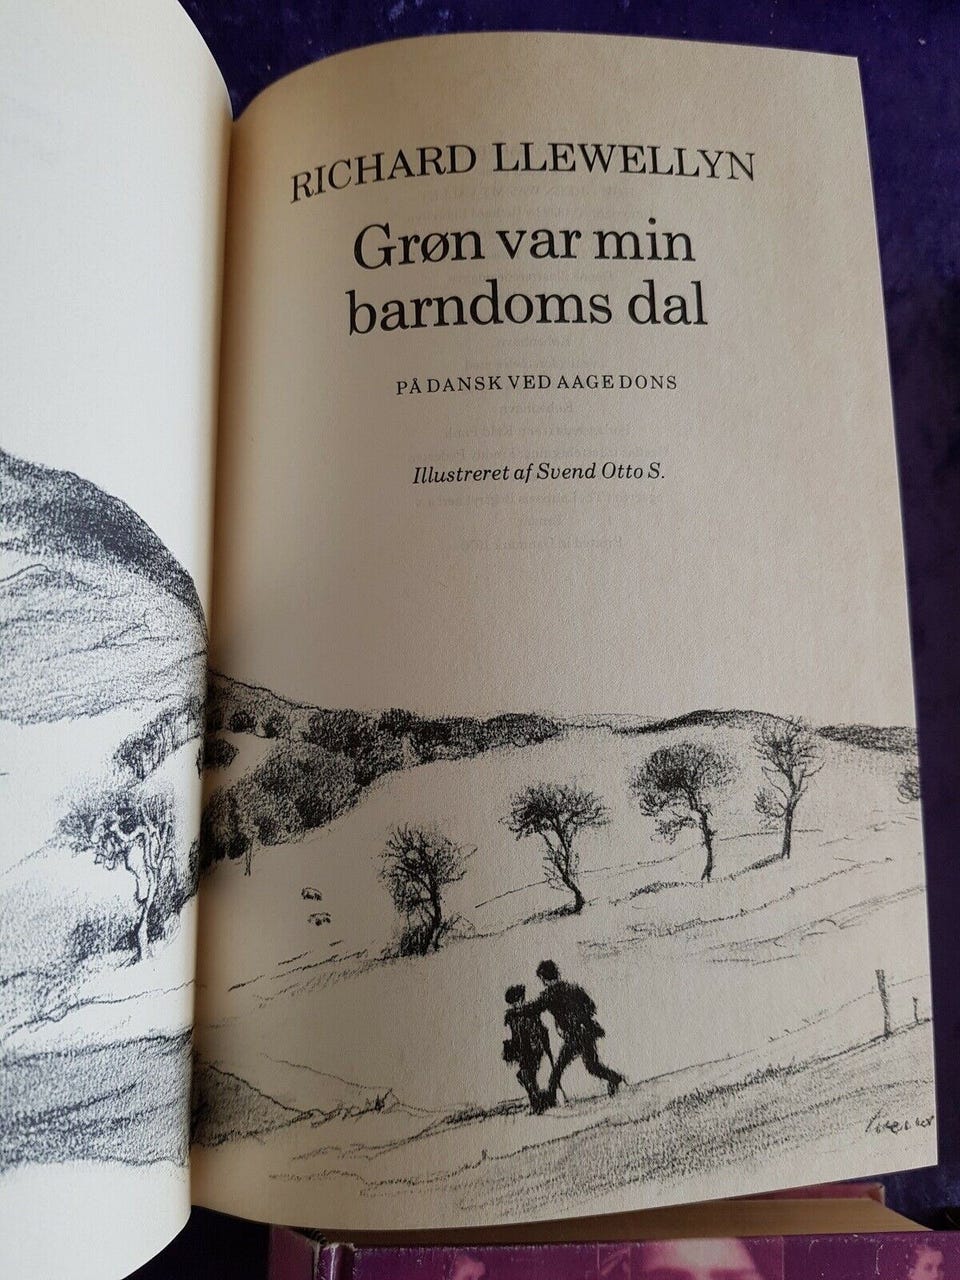 RICHARD LLEWELLYN
Grøn var min
barndoms dal
PÅ DANSK VED AAGE DONS
Illustreret af Svend Otto S.